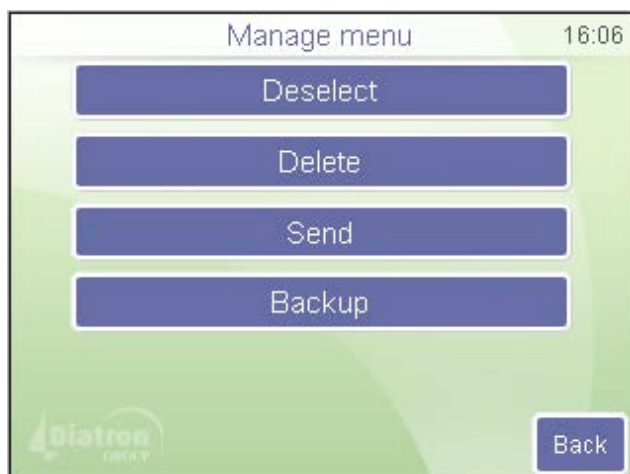 Manage menu 16:06
Deselect
Delete
Send
Backup
Diatron
GROUP
Back